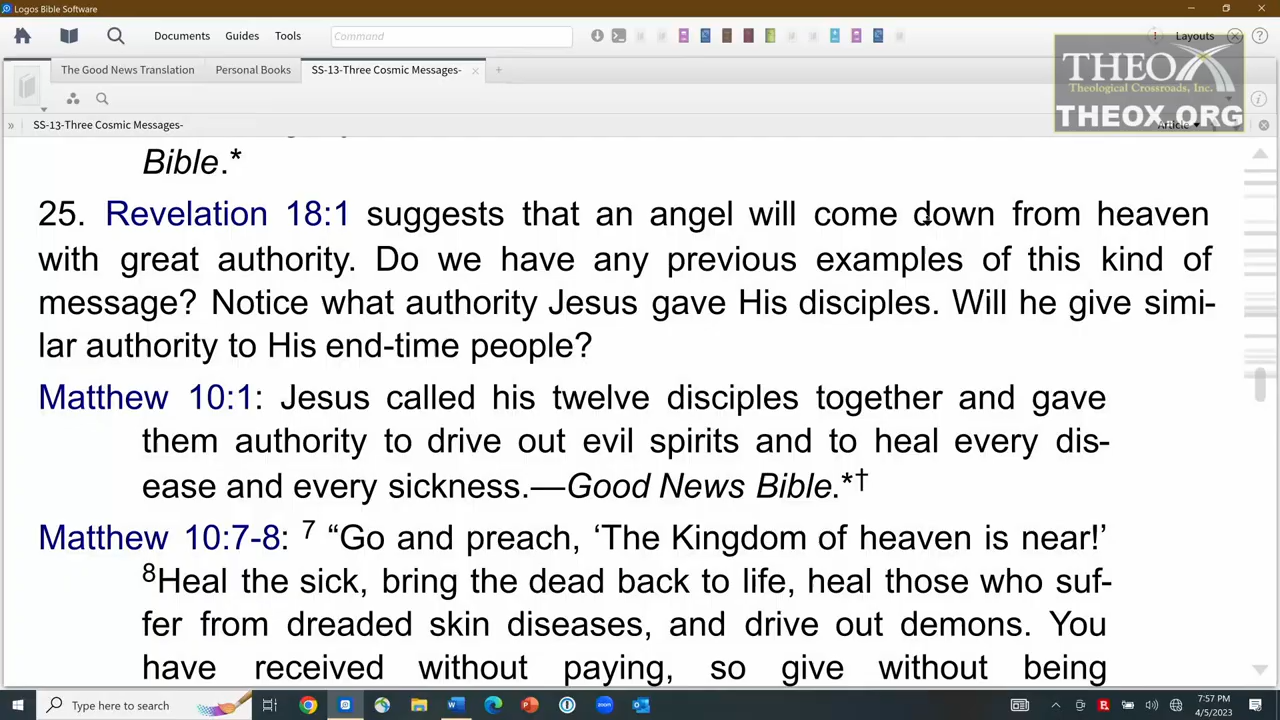 Logos Bible Software
Documents Guides Tools Command Layouts
The Good News Translation Personal Books SS-13-Three Cosmic Messages-
THEOX
Theological Crossroads, Inc.
THEOX.ORG
SS-13-Three Cosmic Messages- Article
Bible.*
25. Revelation 18:1 suggests that an angel will come down from heaven
with great authority. Do we have any previous examples of this kind of
message? Notice what authority Jesus gave His disciples. Will he give simi-
lar authority to His end-time people?
Matthew 10:1: Jesus called his twelve disciples together and gave
them authority to drive out evil spirits and to heal every dis-
ease and every sickness.—Good News Bible.*†
Matthew 10:7-8: 7 “Go and preach, ‘The Kingdom of heaven is near!’
8Heal the sick, bring the dead back to life, heal those who suf-
fer from dreaded skin diseases, and drive out demons. You
have received without paying, so give without being
Type here to search
7:57 PM
4/5/2023